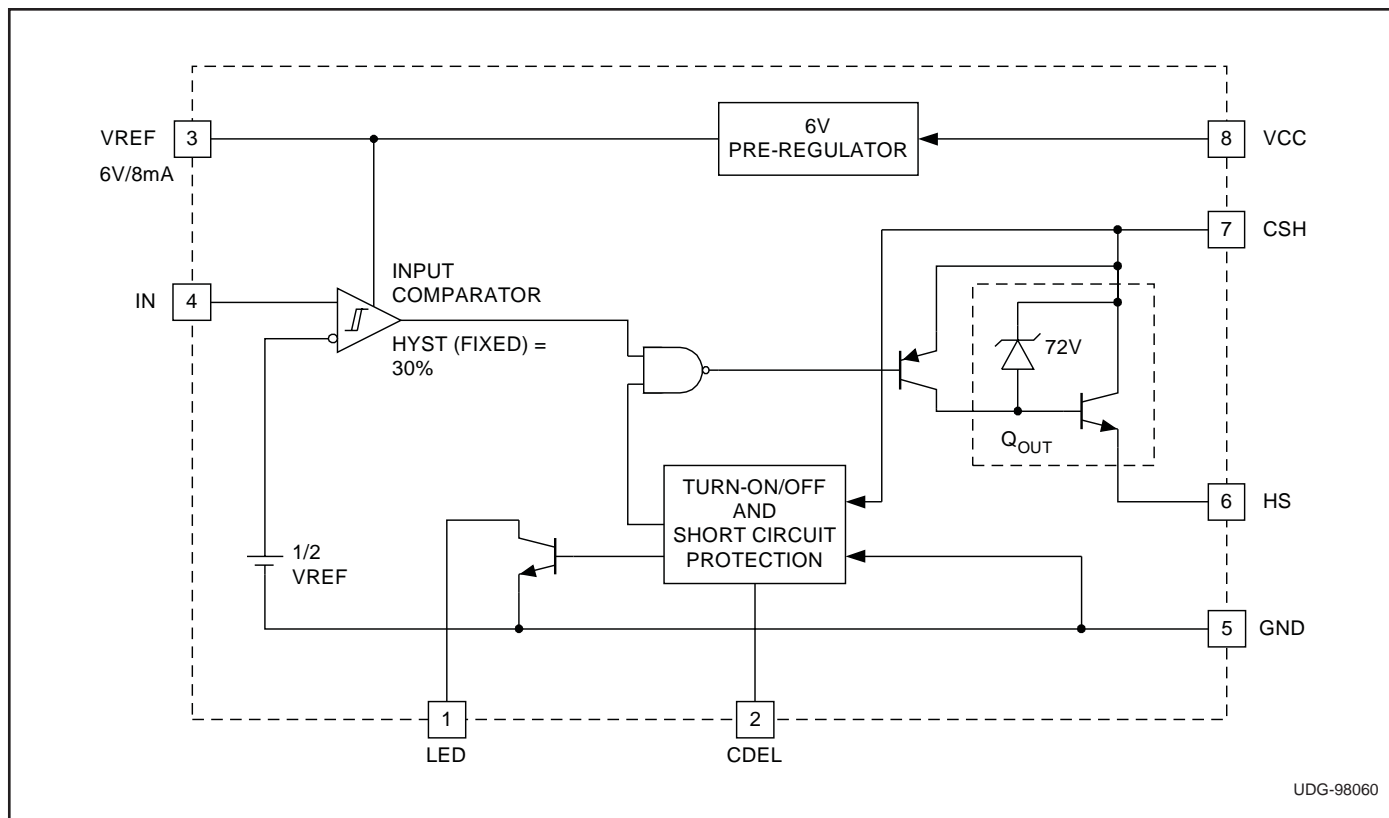 VREF
3
6V/8mA
6V
PRE-REGULATOR
8
VCC
7
CSH
IN
4
INPUT
COMPARATOR
HYST (FIXED) =
30%
72V
QOUT
6
HS
TURN-ON/OFF
AND
SHORT CIRCUIT
PROTECTION
1/2
VREF
5
GND
1
LED
2
CDEL
UDG-98060